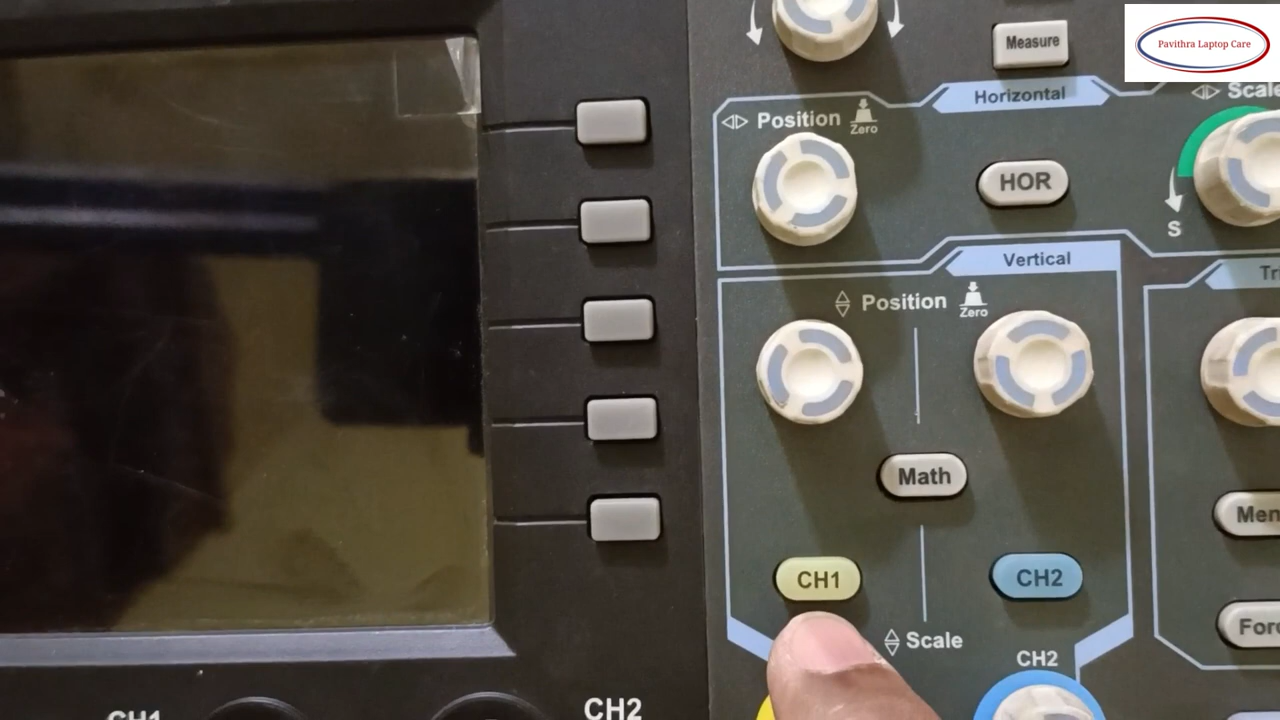 Pavithra Laptop Care
Measure
Horizontal
Scale
Position
Zero
HOR
S
Vertical
Position
Zero
Math
CH1
CH2
Scale
CH2
CH1
CH2